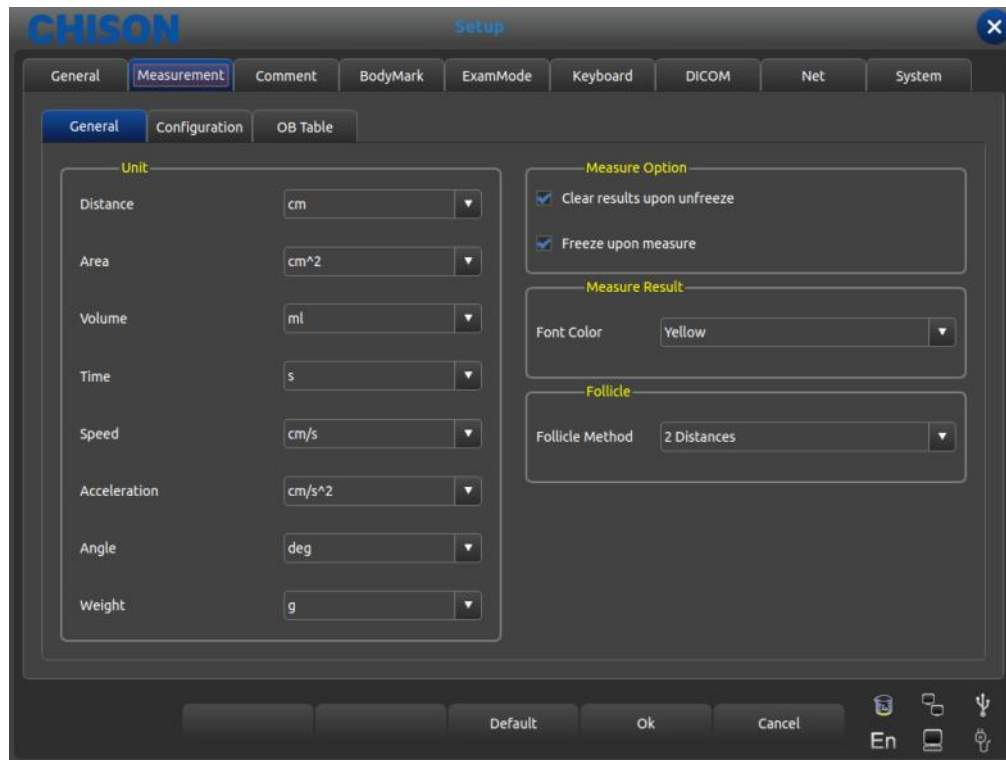 CHISON
Setup
General Measurement Comment BodyMark ExamMode Keyboard DICOM Net System
General Configuration OB Table
Unit
Distance cm
Area cm^2
Volume ml
Time s
Speed cm/s
Acceleration cm/s^2
Angle deg
Weight g
Measure Option
Clear results upon unfreeze
Freeze upon measure
Measure Result
Font Color Yellow
Follicle
Follicle Method 2 Distances
Default Ok Cancel
En